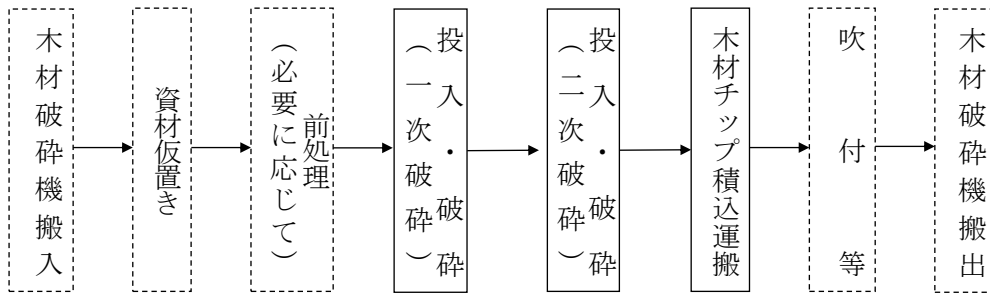 木材破砕機搬入
資材仮置き
前処理
（必要に応じて）
投入・破砕
（一次破砕）
投入・破砕
（二次破砕）
木材チップ積込運搬
吹付等
木材破砕機搬出